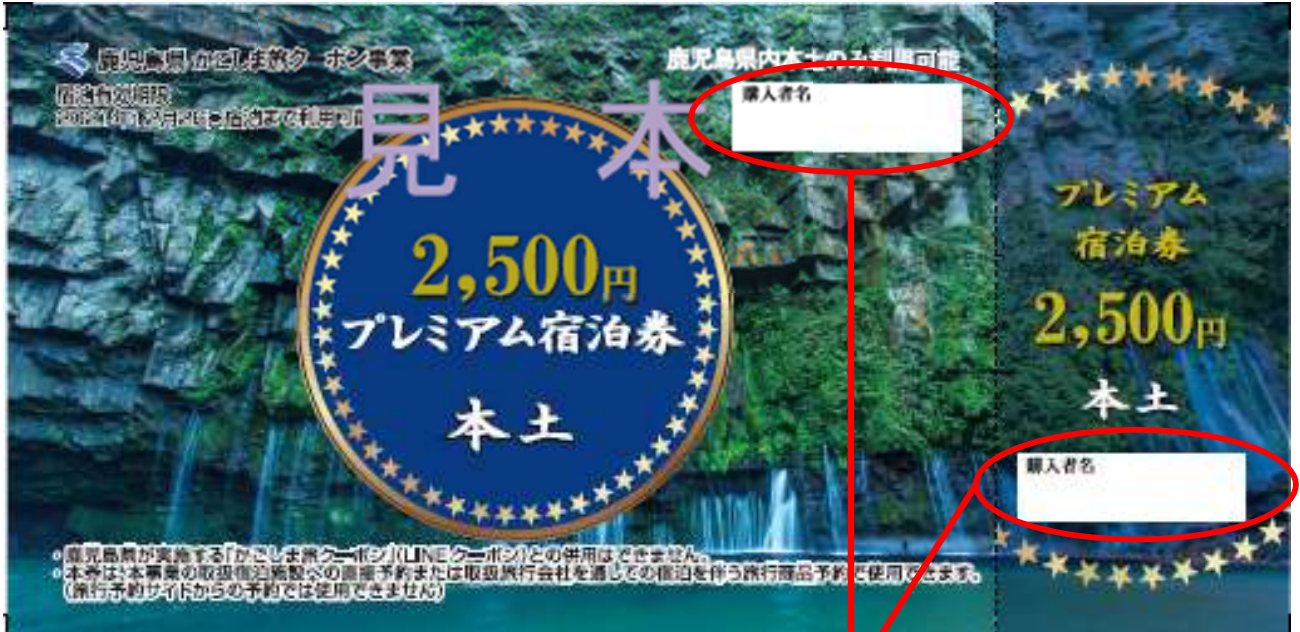 鹿児島県 かごしま旅クーポン事業
鹿児島県内本土のみ利用可能
宿泊有効期限
見本
購入者名
2,500円
プレミアム宿泊券
本土
・鹿児島県が実施する「かごしま旅クーポン」(LINEクーポン)との併用はできません。
・本券は、本事業の取扱宿泊施設への直接予約または取扱旅行会社を通しての宿泊を伴う旅行商品予約で使用できます。
(旅行予約サイトからの予約では使用できません)
プレミアム
宿泊券
2,500円
本土
購入者名